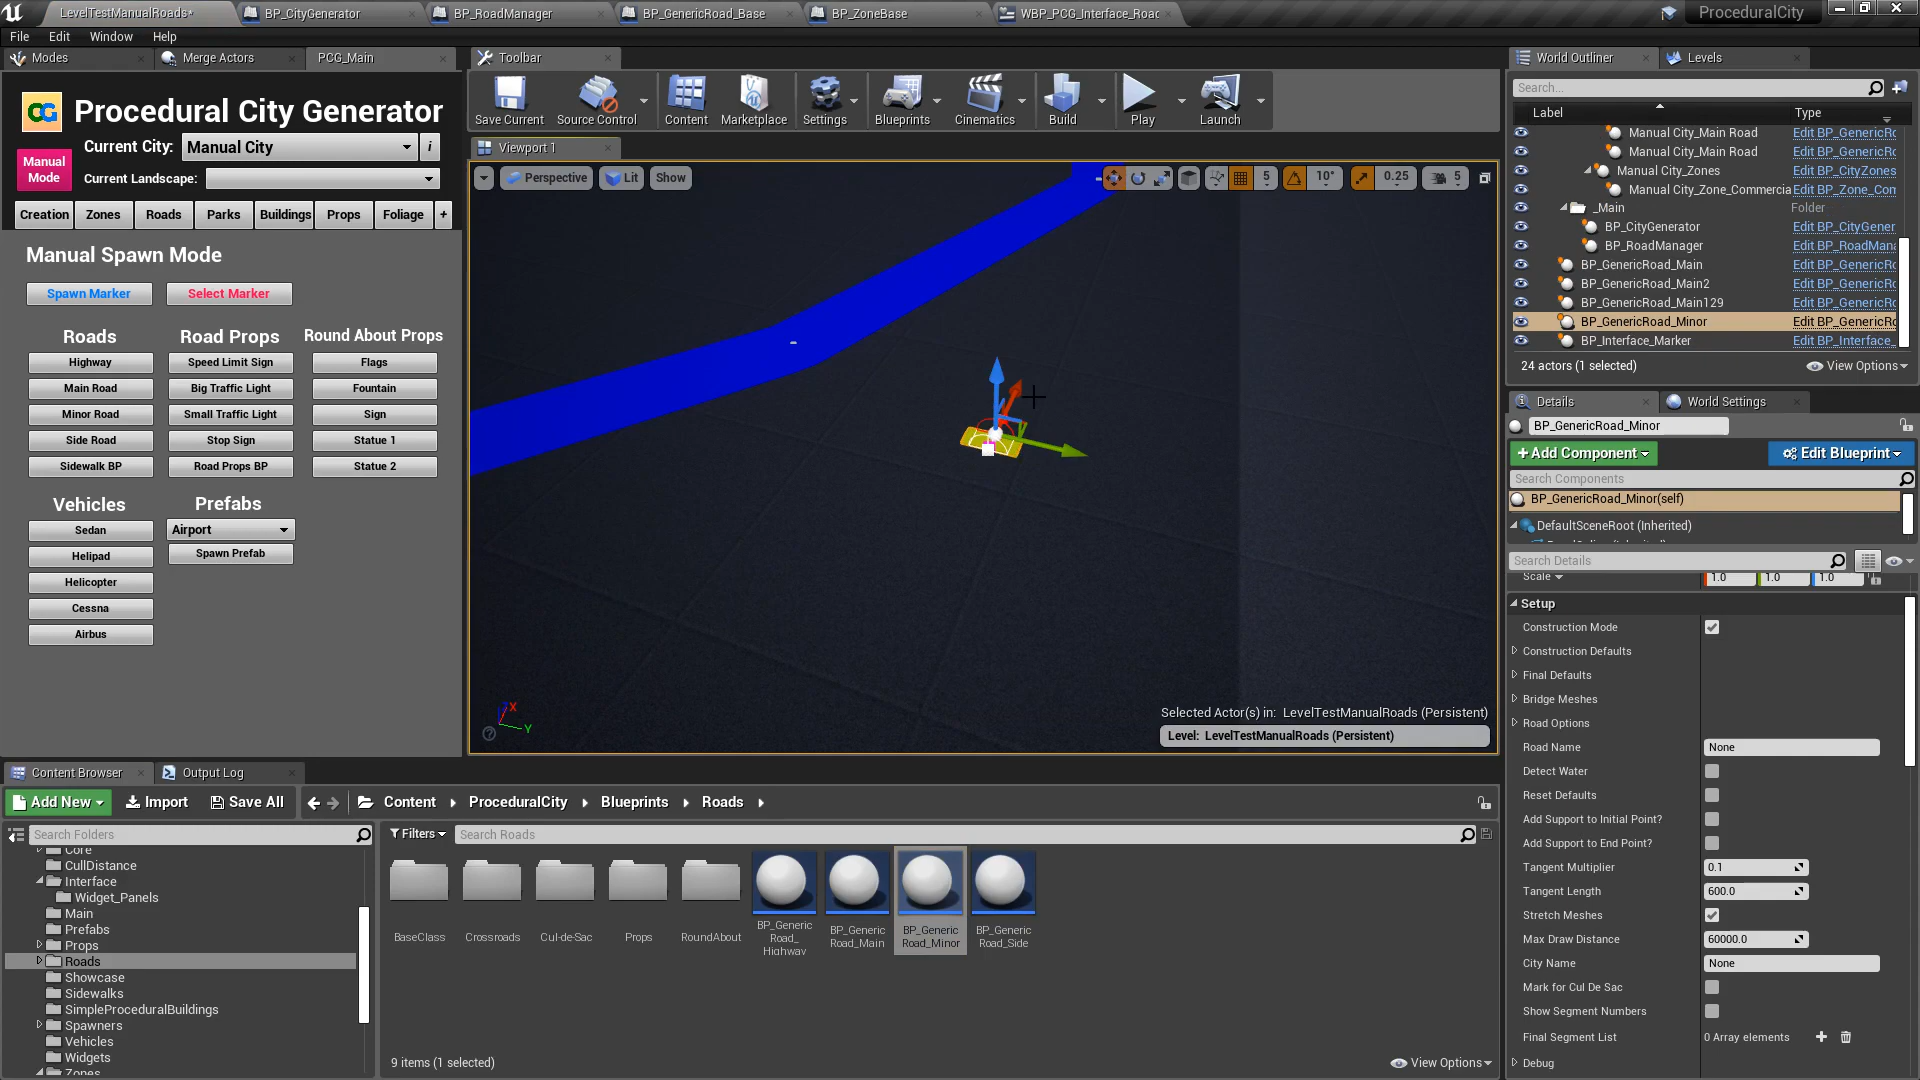 LevelTestManualRoads*
BP_CityGenerator
BP_RoadManager
BP_GenericRoad_Base
BP_ZoneBase
WBP_PCG_Interface_Roac
ProceduralCity
File
Edit
Window
Help
Modes
Merge Actors
PCG_Main
Toolbar
World Outliner
Levels
CG
Procedural City Generator
Manual Mode
Current City:
Manual City
i
Current Landscape:
Creation
Zones
Roads
Parks
Buildings
Props
Foliage
+
Manual Spawn Mode
Spawn Marker
Select Marker
Roads
Road Props
Round About Props
Highway
Speed Limit Sign
Flags
Main Road
Big Traffic Light
Fountain
Minor Road
Small Traffic Light
Sign
Side Road
Stop Sign
Statue 1
Sidewalk BP
Road Props BP
Statue 2
Vehicles
Prefabs
Sedan
Airport
Helipad
Spawn Prefab
Helicopter
Cessna
Airbus
Save Current
Source Control
Content
Marketplace
Settings
Blueprints
Cinematics
Build
Play
Launch
Viewport 1
Perspective
Lit
Show
5
10°
0.25
5
X
Y
Selected Actor(s) in: LevelTestManualRoads (Persistent)
Level: LevelTestManualRoads (Persistent)
Search...
Label
Type
Manual City_Main Road
Edit BP_GenericRc
Manual City_Main Road
Edit BP_GenericRc
Manual City_Zones
Edit BP_CityZones
Manual City_Zone_Commercia
Edit BP_Zone_Com
_Main
Folder
BP_CityGenerator
Edit BP_CityGener
BP_RoadManager
Edit BP_RoadMana
BP_GenericRoad_Main
Edit BP_GenericRc
BP_GenericRoad_Main2
Edit BP_GenericRc
BP_GenericRoad_Main129
Edit BP_GenericRc
BP_GenericRoad_Minor
Edit BP_GenericRc
BP_Interface_Marker
Edit BP_Interface_
24 actors (1 selected)
View Options
Details
World Settings
BP_GenericRoad_Minor
+Add Component
Edit Blueprint
Search Components
BP_GenericRoad_Minor(self)
DefaultSceneRoot (Inherited)
Search Details
Scale
1.0
1.0
1.0
Setup
Construction Mode
Construction Defaults
Final Defaults
Bridge Meshes
Road Options
Road Name
None
Detect Water
Reset Defaults
Add Support to Initial Point?
Add Support to End Point?
Tangent Multiplier
0.1
Tangent Length
600.0
Stretch Meshes
Max Draw Distance
60000.0
City Name
None
Mark for Cul De Sac
Show Segment Numbers
Final Segment List
0 Array elements
Debug
Content Browser
Output Log
Add New
Import
Save All
Content
ProceduralCity
Blueprints
Roads
Search Folders
Filters
Search Roads
Core
CullDistance
Interface
Widget_Panels
Main
Prefabs
Props
Roads
Showcase
Sidewalks
SimpleProceduralBuildings
Spawners
Vehicles
Widgets
Zones
BaseClass
Crossroads
Cul-de-Sac
Props
RoundAbout
BP_Generic
Road_
Highway
BP_Generic
Road_Main
BP_Generic
Road_Minor
BP_Generic
Road_Side
9 items (1 selected)
View Options